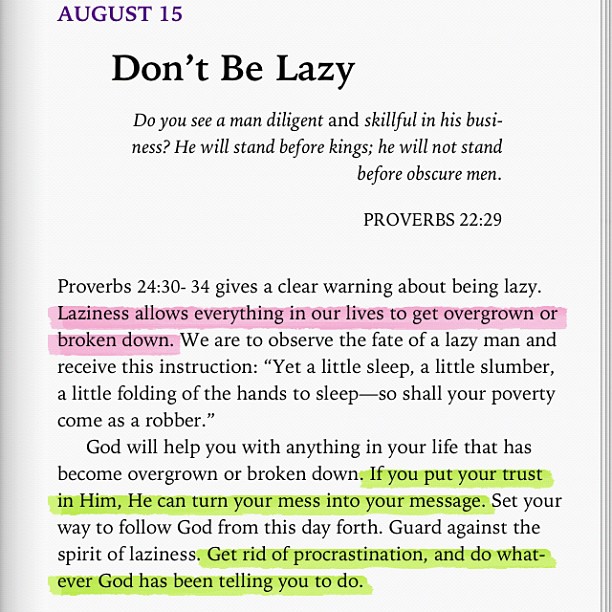 AUGUST 15
Don’t Be Lazy
Do you see a man diligent and skillful in his busi-
ness? He will stand before kings; he will not stand
before obscure men.
PROVERBS 22:29
Proverbs 24:30- 34 gives a clear warning about being lazy.
Laziness allows everything in our lives to get overgrown or
broken down. We are to observe the fate of a lazy man and
receive this instruction: “Yet a little sleep, a little slumber,
a little folding of the hands to sleep—so shall your poverty
come as a robber.”
God will help you with anything in your life that has
become overgrown or broken down. If you put your trust
in Him, He can turn your mess into your message. Set your
way to follow God from this day forth. Guard against the
spirit of laziness. Get rid of procrastination, and do what-
ever God has been telling you to do.